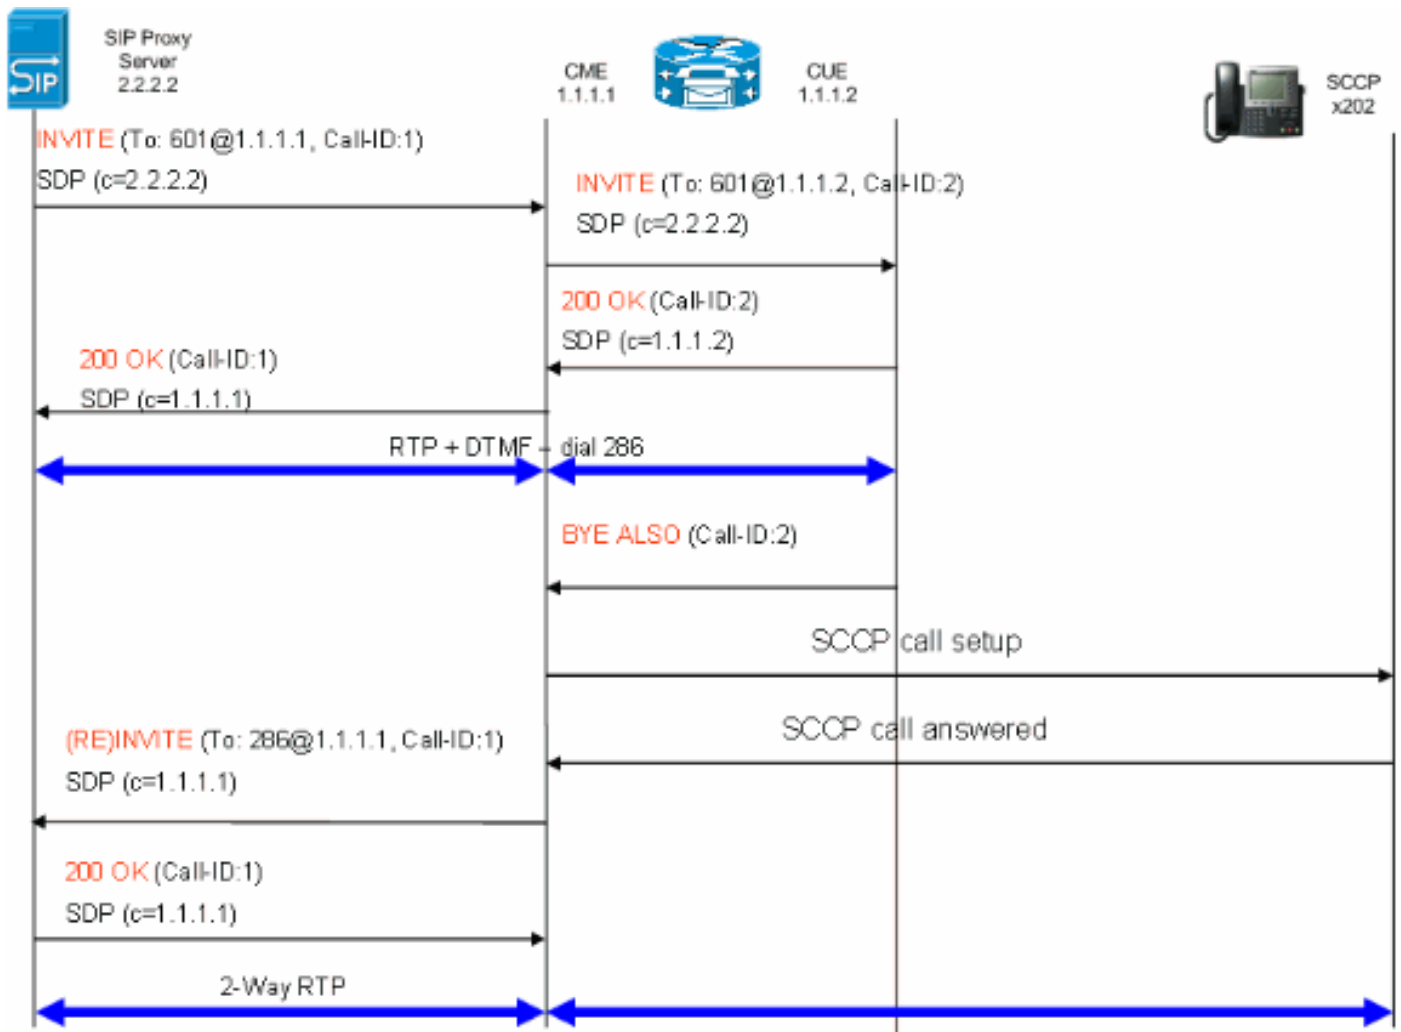 SIP Proxy
Server
2.2.2.2
SIP
CME
1.1.1.1
CUE
1.1.1.2
SCCP
x202
INVITE (To: 601@1.1.1.1, Call-ID:1)
SDP (c=2.2.2.2)
INVITE (To: 601@1.1.1.2, Call-ID:2)
SDP (c=2.2.2.2)
200 OK (Call-ID:2)
SDP (c=1.1.1.2)
200 OK (Call-ID:1)
SDP (c=1.1.1.1)
RTP + DTMF – dial 286
BYE ALSO (Call-ID:2)
SCCP call setup
SCCP call answered
(RE)INVITE (To: 286@1.1.1.1, Call-ID:1)
SDP (c=1.1.1.1)
200 OK (Call-ID:1)
SDP (c=1.1.1.1)
2-Way RTP